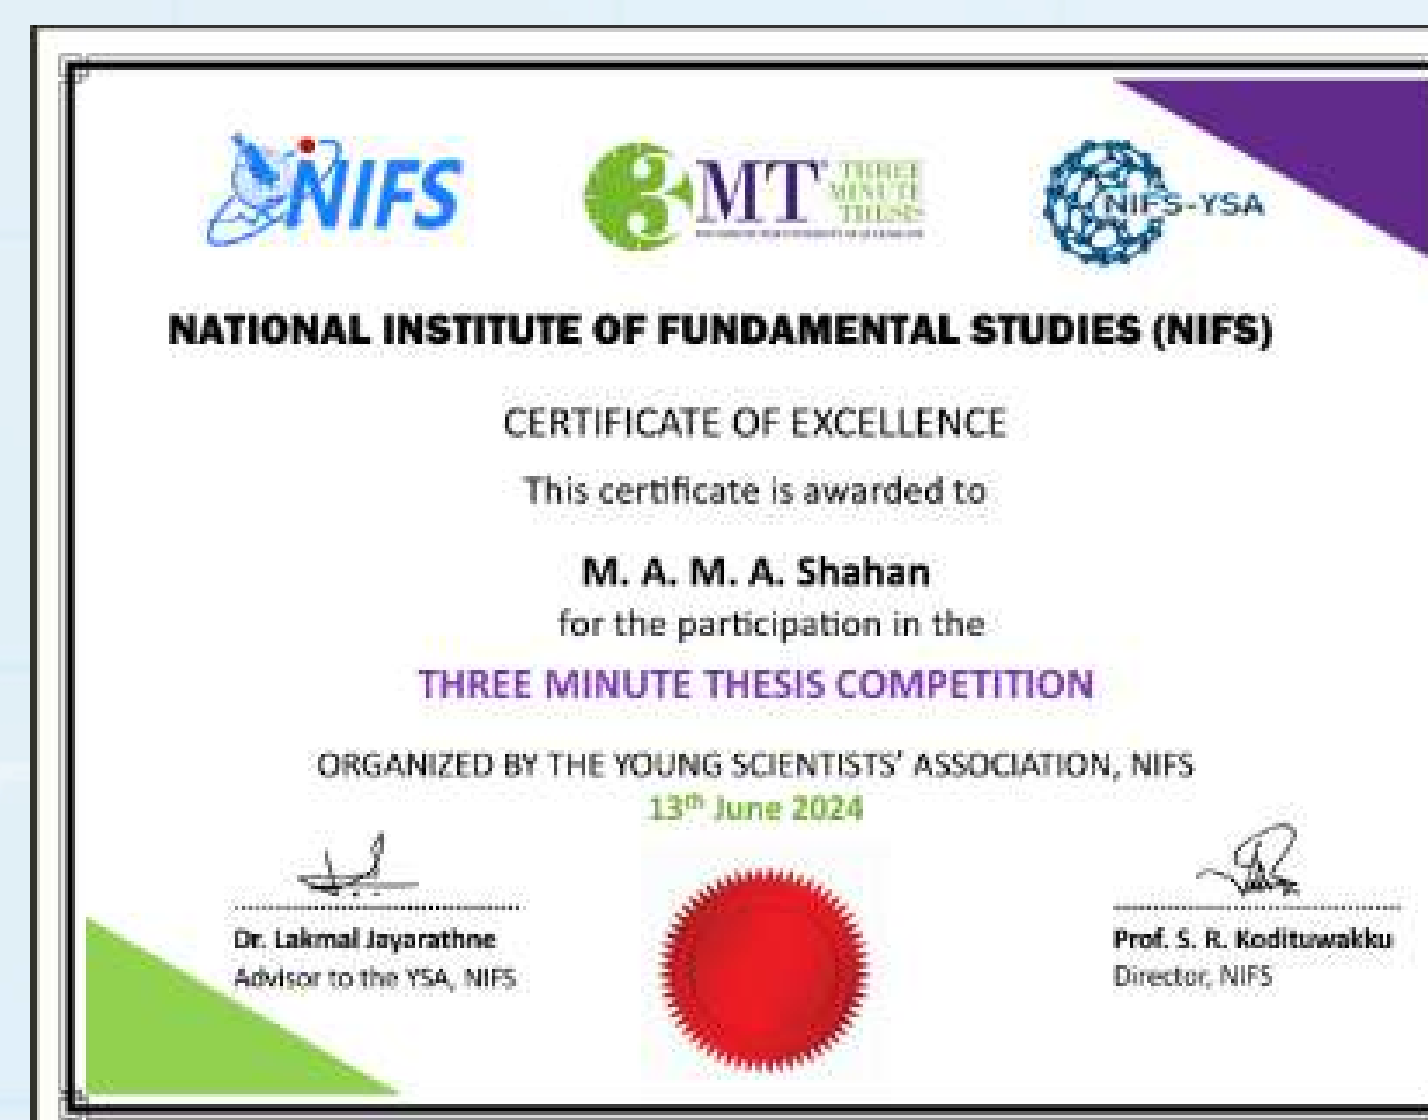 NIFS
3MT THREE
MINUTE
THESIS
NIFS-YSA
NATIONAL INSTITUTE OF FUNDAMENTAL STUDIES (NIFS)
CERTIFICATE OF EXCELLENCE
This certificate is awarded to
M. A. M. A. Shahan
for the participation in the
THREE MINUTE THESIS COMPETITION
ORGANIZED BY THE YOUNG SCIENTISTS' ASSOCIATION, NIFS
13th June 2024
Dr. Lakmal Jayarathne
Advisor to the YSA, NIFS
Prof. S. R. Kodituwakku
Director, NIFS